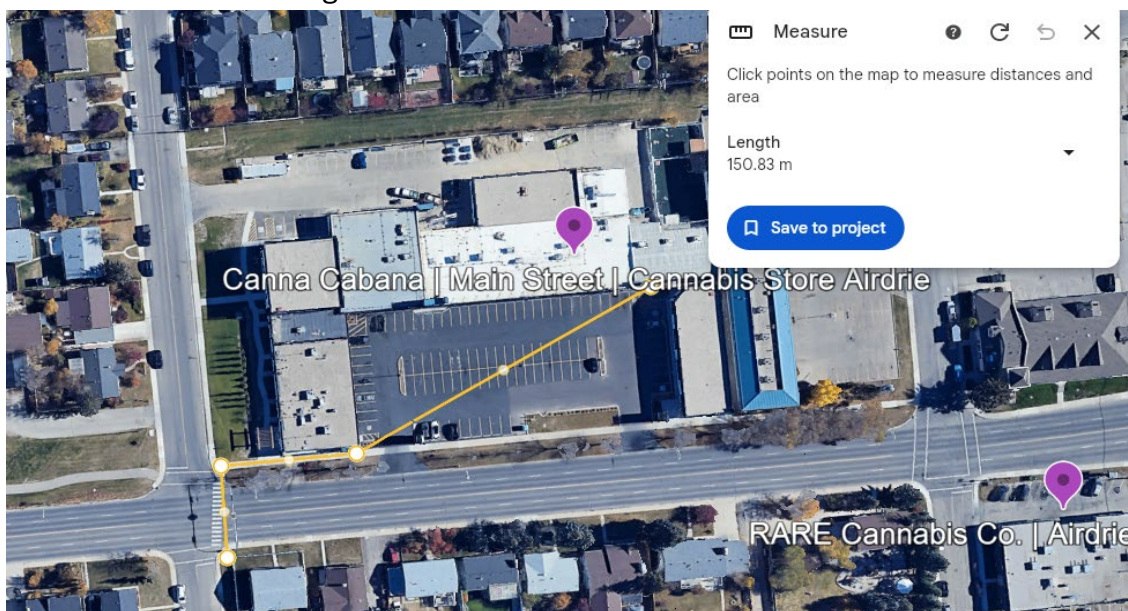 Measure
Click points on the map to measure distances and
area
Length
150.83 m
Save to project
Canna Cabana | Main Street | Cannabis Store Airdrie
RARE Cannabis Co. | Airdrie